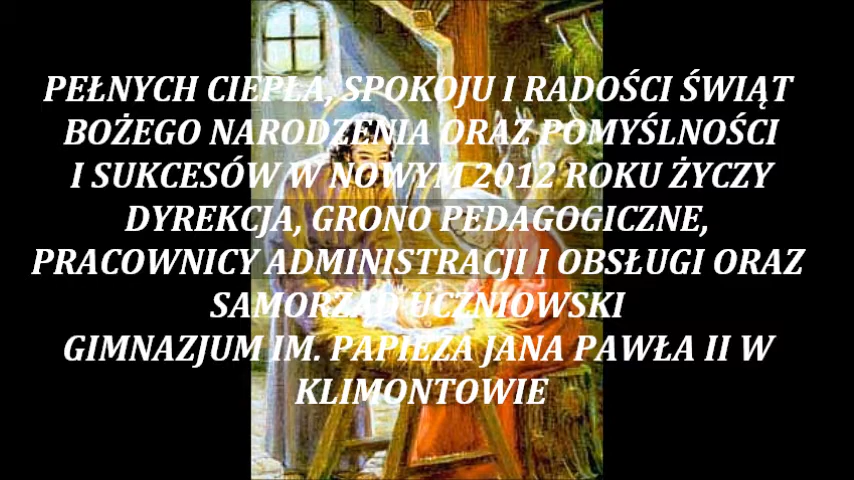 PEŁNYCH CIEPŁA, SPOKOJU I RADOŚCI ŚWIĄT
BOŻEGO NARODZENIA ORAZ POMYŚLNOŚCI
I SUKCESÓW W NOWYM 2012 ROKU ŻYCZY
DYREKCJA, GRONO PEDAGOGICZNE,
PRACOWNICY ADMINISTRACJI I OBSŁUGI ORAZ
SAMORZĄD UCZNIOWSKI
GIMNAZJUM IM. PAPIEŻA JANA PAWŁA II W
KLIMONTOWIE